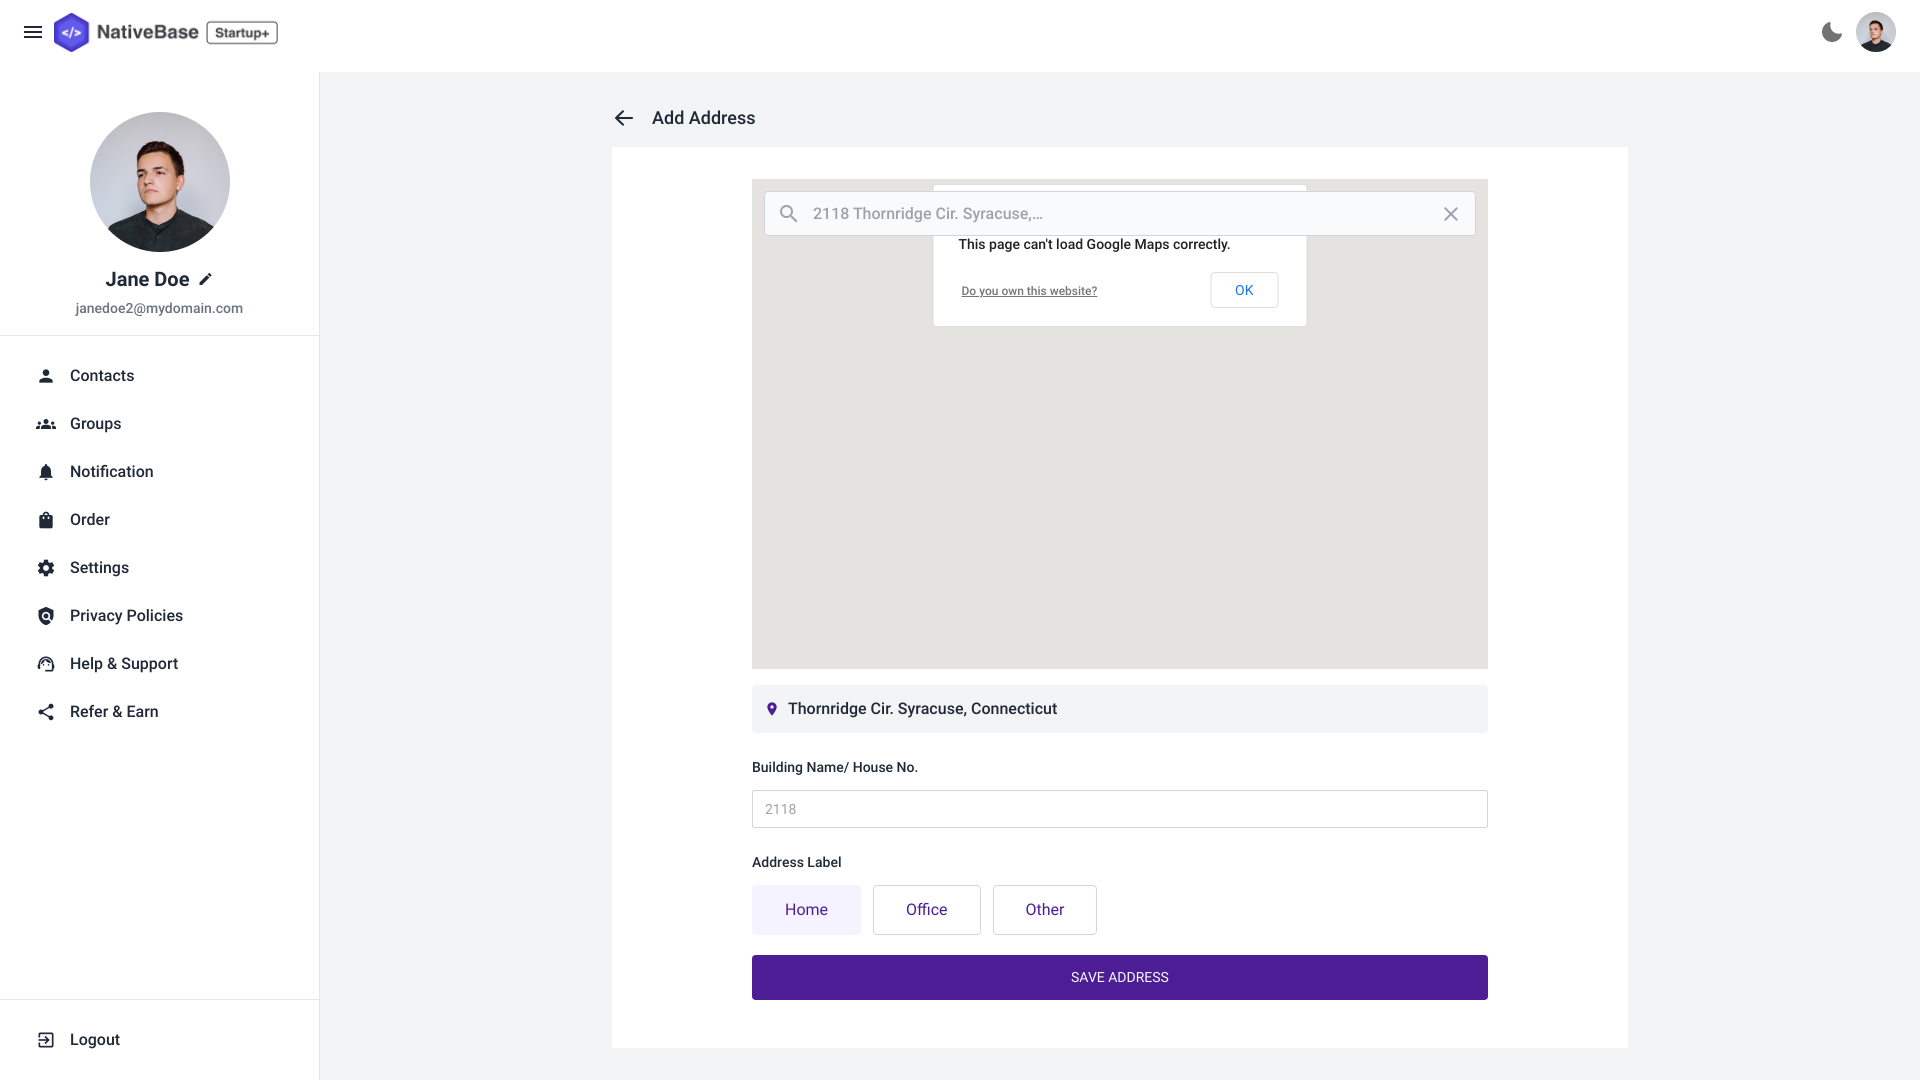 </> NativeBase Startup+
Jane Doe
janedoe2@mydomain.com
Contacts
Groups
Notification
Order
Settings
Privacy Policies
Help & Support
Refer & Earn
Logout
Add Address
2118 Thornridge Cir. Syracuse,...
This page can't load Google Maps correctly.
Do you own this website?
OK
Thornridge Cir. Syracuse, Connecticut
Building Name/ House No.
2118
Address Label
Home
Office
Other
SAVE ADDRESS